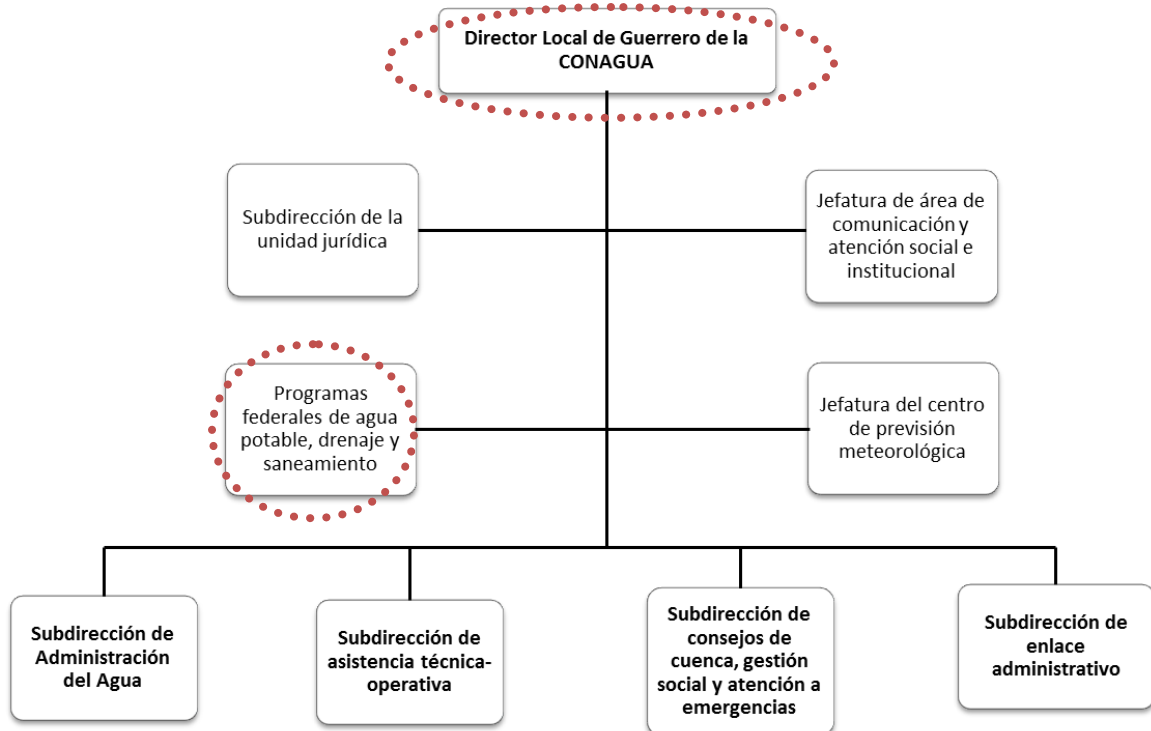 Director Local de Guerrero de la
CONAGUA
Subdirección de la
unidad jurídica
Jefatura de área de
comunicación y
atención social e
institucional
Programas
federales de agua
potable, drenaje y
saneamiento
Jefatura del centro
de previsión
meteorológica
Subdirección de
Administración
del Agua
Subdirección de
asistencia técnica-
operativa
Subdirección de
consejos de
cuenca, gestión
social y atención a
emergencias
Subdirección de
enlace
administrativo